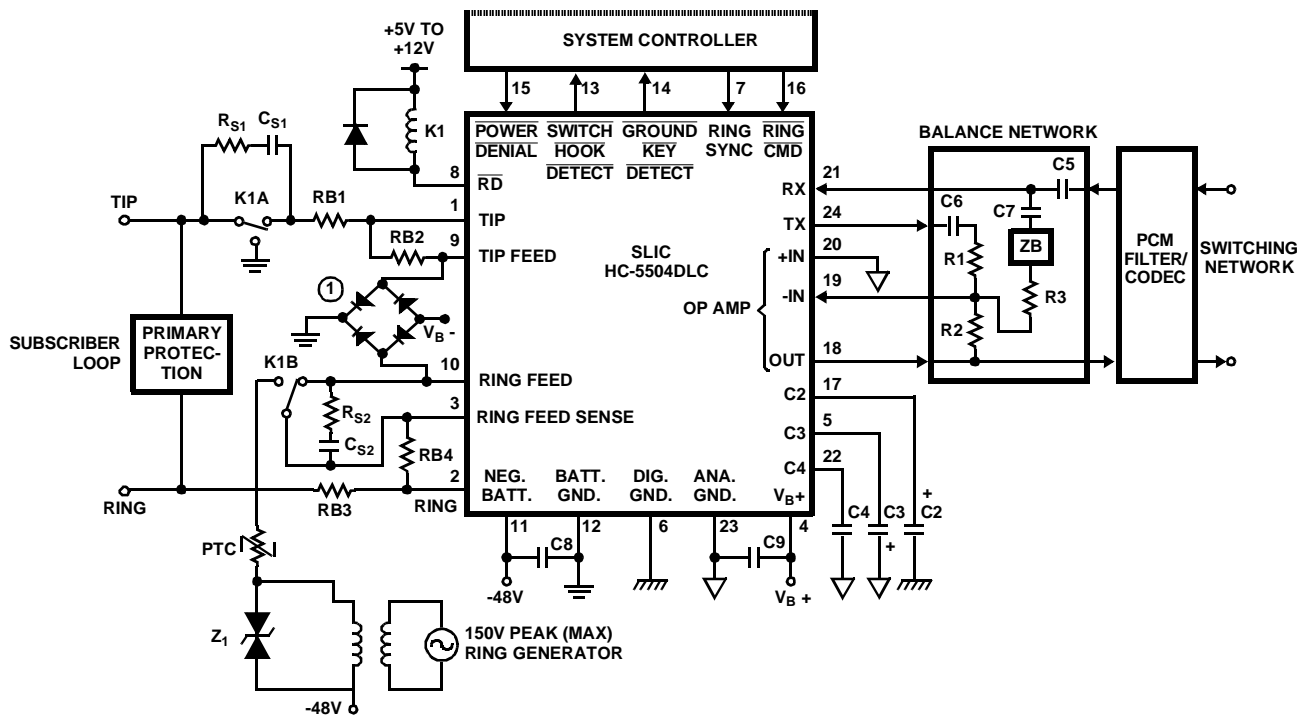 SYSTEM CONTROLLER
+5V TO
+12V
15
13
14
7
16
K1
RS1
CS1
POWER
DENIAL
SWITCH
HOOK
DETECT
GROUND
KEY
DETECT
RING
SYNC
RING
CMD
BALANCE NETWORK
8
RD
21
RX
C5
TIP
K1A
RB1
1
TIP
24
TX
C6
C7
ZB
RB2
9
TIP FEED
SLIC
HC-5504DLC
20
+IN
R1
PCM
FILTER/
CODEC
SWITCHING
NETWORK
1
OP AMP
19
-IN
R3
R2
VB -
SUBSCRIBER
LOOP
PRIMARY
PROTEC-
TION
K1B
10
RING FEED
18
OUT
17
C2
3
RING FEED SENSE
RS2
CS2
5
C3
RB4
22
C4
2
RING
NEG.
BATT.
BATT.
GND.
DIG.
GND.
ANA.
GND.
VB+
RING
RB3
11
12
6
23
4
C8
C9
C4
C3
+
+
C2
PTC
-48V
VB +
Z1
150V PEAK (MAX)
RING GENERATOR
-48V